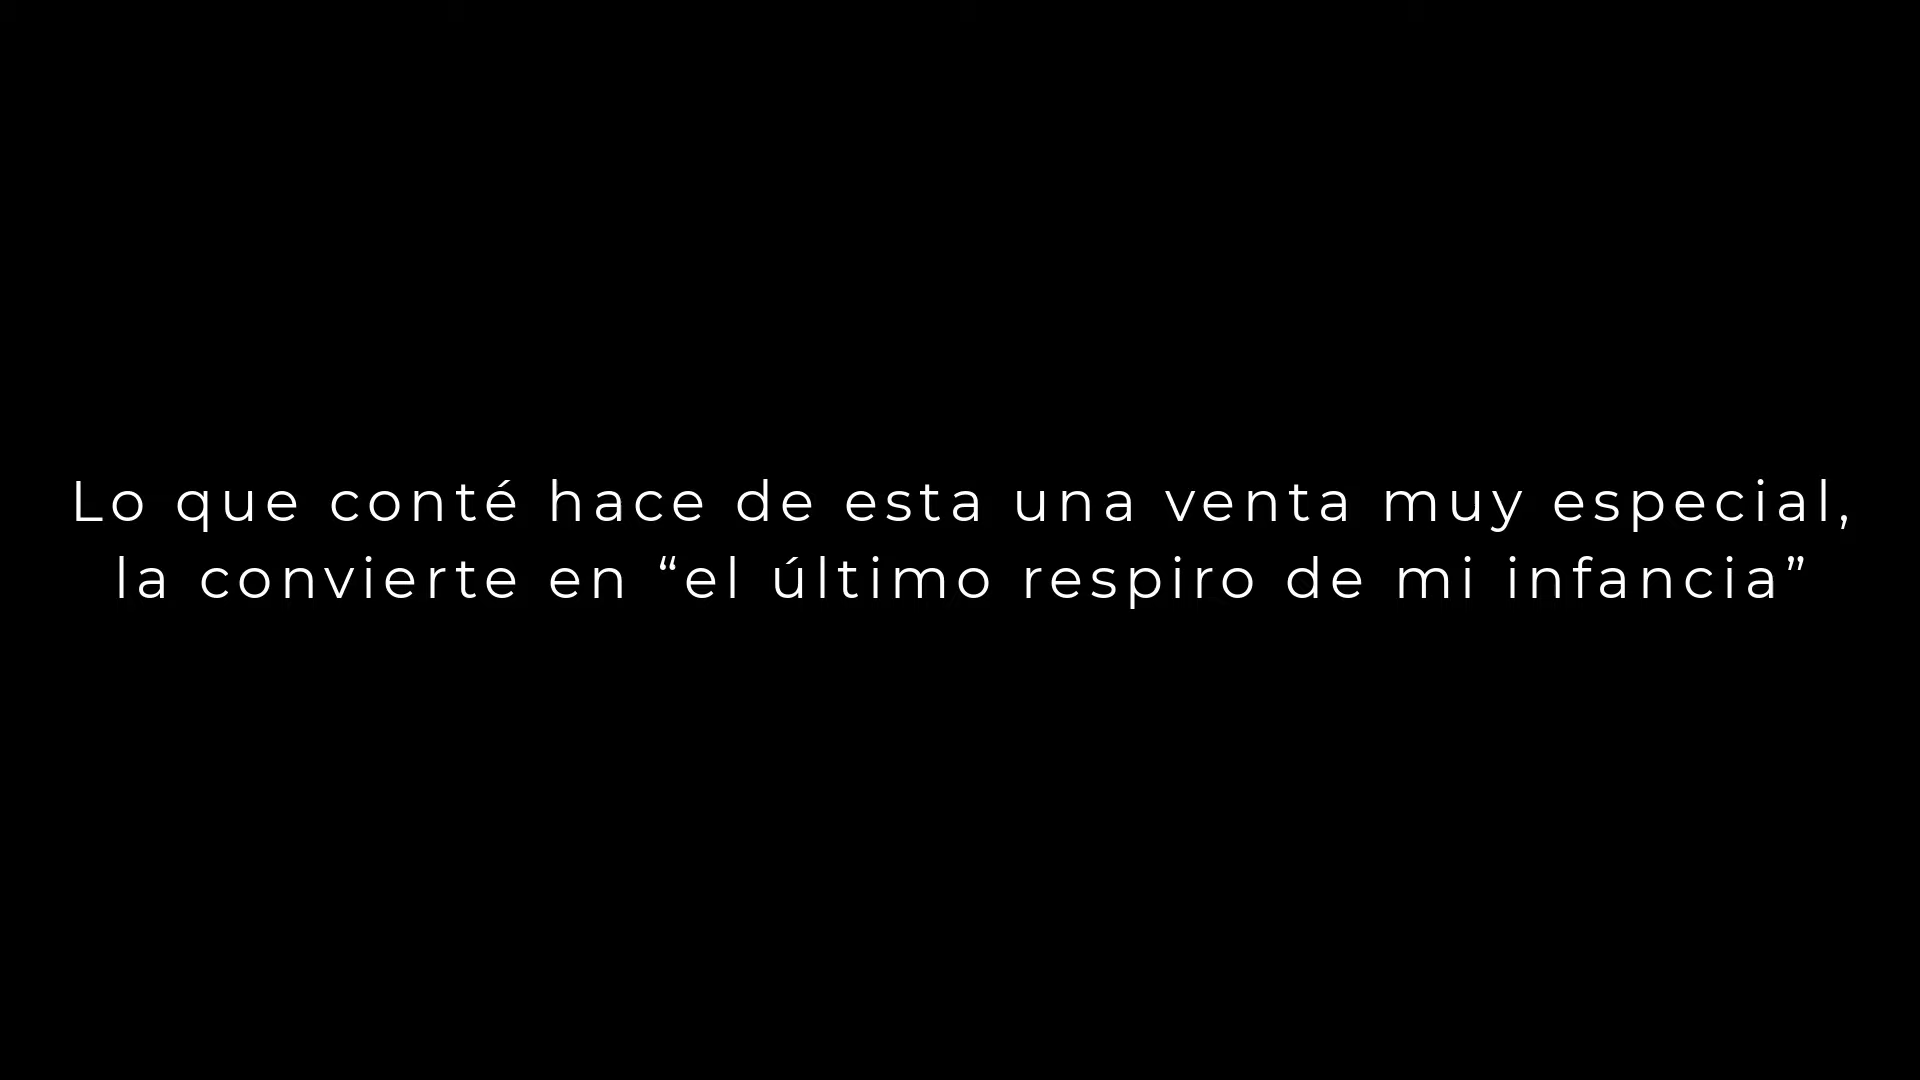 Lo que conté hace de esta una venta muy especial,
la convierte en “el último respiro de mi infancia”